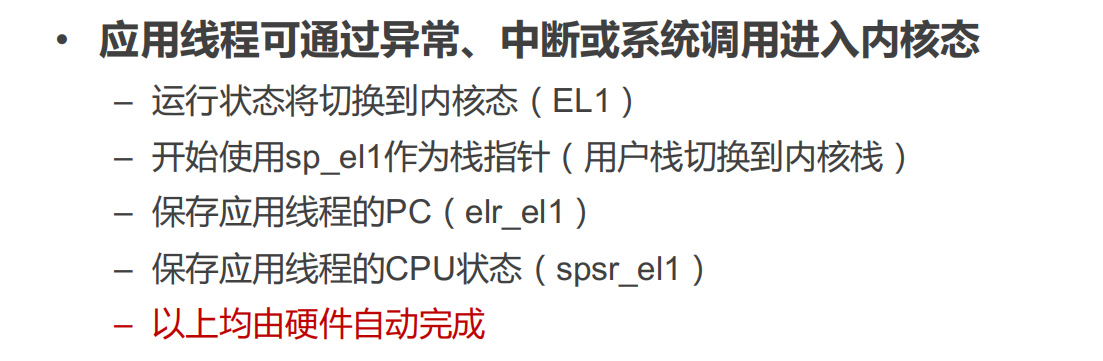 • 应用线程可通过异常、中断或系统调用进入内核态
– 运行状态将切换到内核态（EL1）
– 开始使用sp_el1作为栈指针（用户栈切换到内核栈）
– 保存应用线程的PC（elr_el1）
– 保存应用线程的CPU状态（spsr_el1）
– 以上均由硬件自动完成